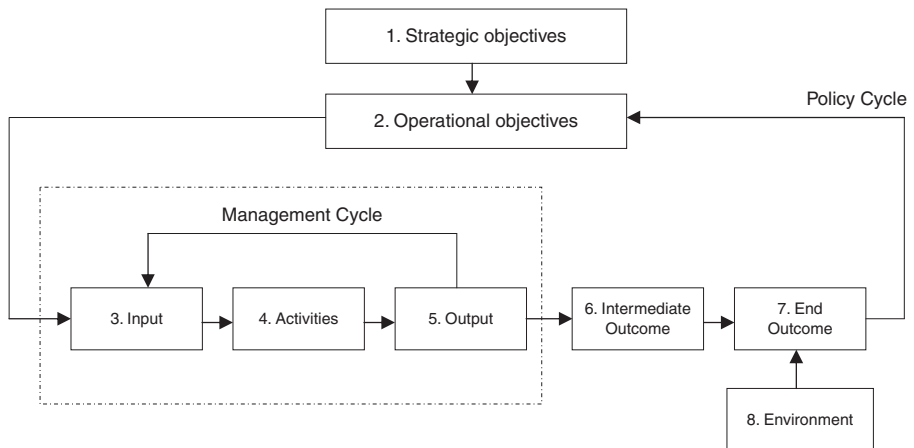 1. Strategic objectives
2. Operational objectives
Policy Cycle
Management Cycle
3. Input
4. Activities
5. Output
6. Intermediate
Outcome
7. End
Outcome
8. Environment